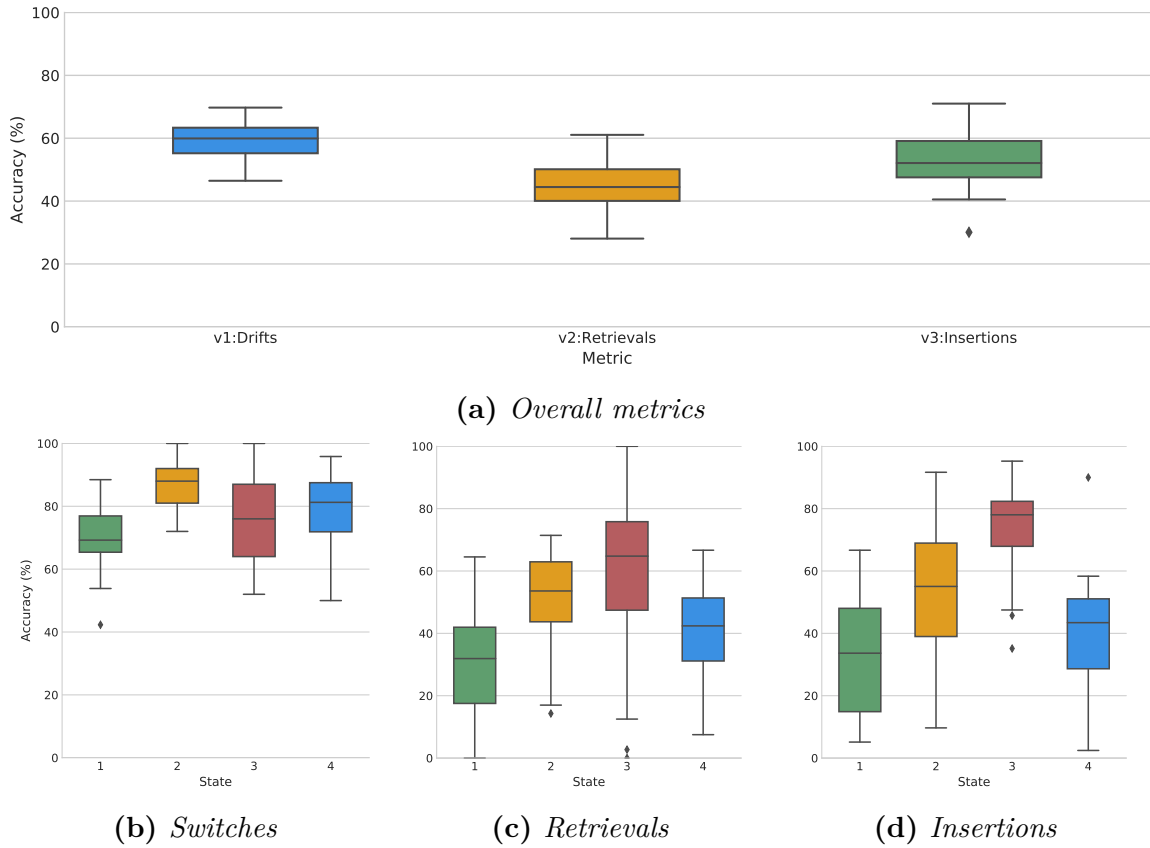 100
80
60
40
20
0
Accuracy (%)
v1:Drifts v2:Retrievals v3:Insertions
Metric
(a) Overall metrics
100
80
60
40
20
0
Accuracy (%)
1 2 3 4
State
(b) Switches
100
80
60
40
20
0
1 2 3 4
State
(c) Retrievals
100
80
60
40
20
0
1 2 3 4
State
(d) Insertions